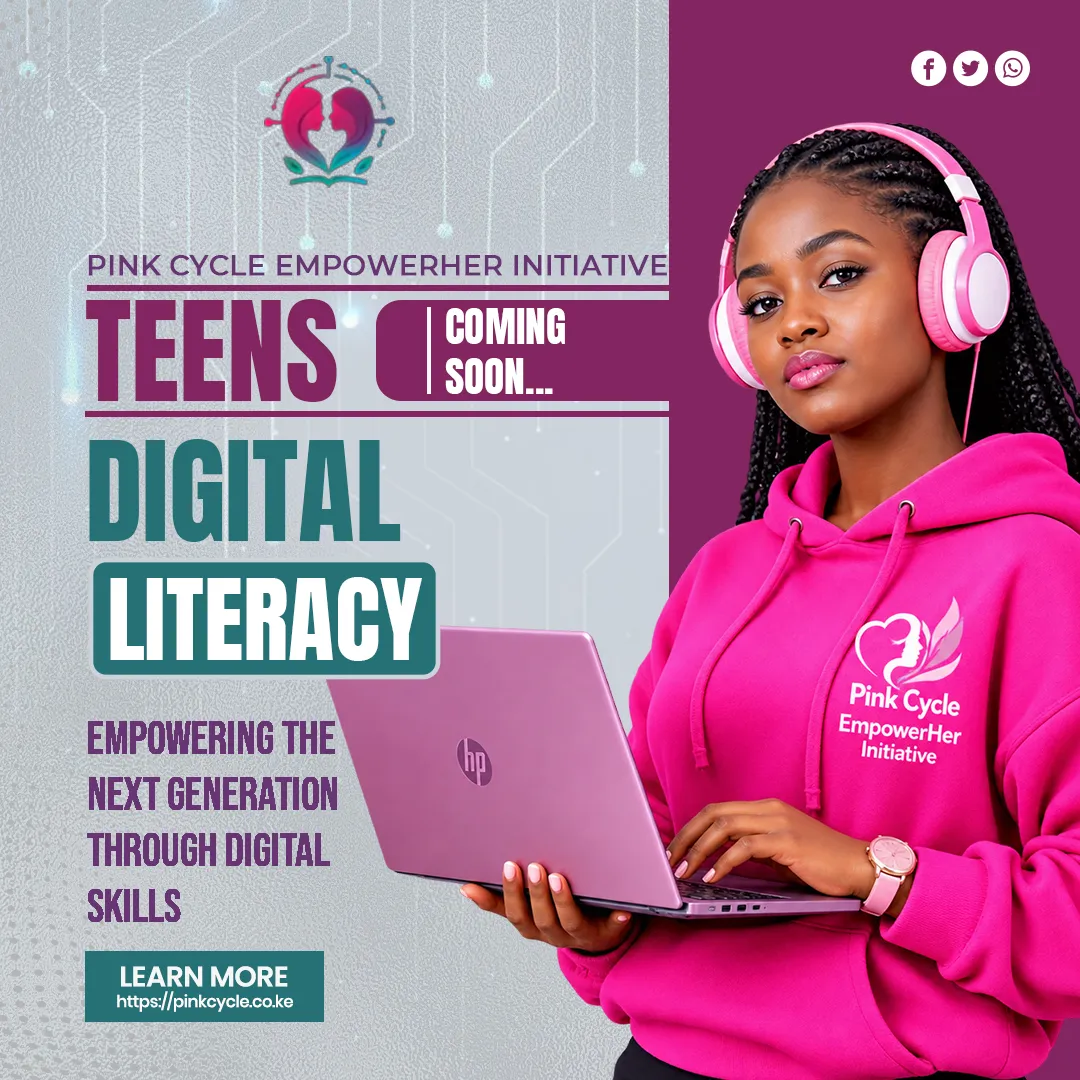 PINK CYCLE EMPOWERHER INITIATIVE
TEENS
COMING
SOON...
DIGITAL
LITERACY
EMPOWERING THE
NEXT GENERATION
THROUGH DIGITAL
SKILLS
LEARN MORE
https://pinkcycle.co.ke
hp
Pink Cycle
EmpowerHer
Initiative